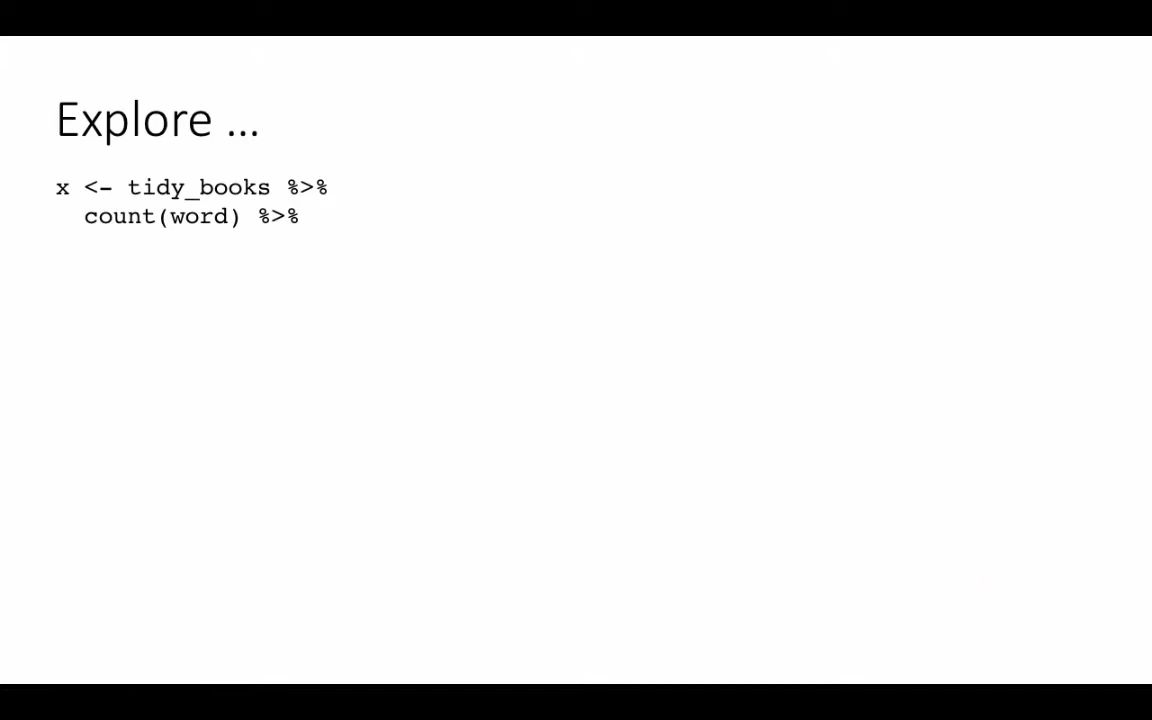 Explore ...
x <- tidy_books %>%
  count(word) %>%